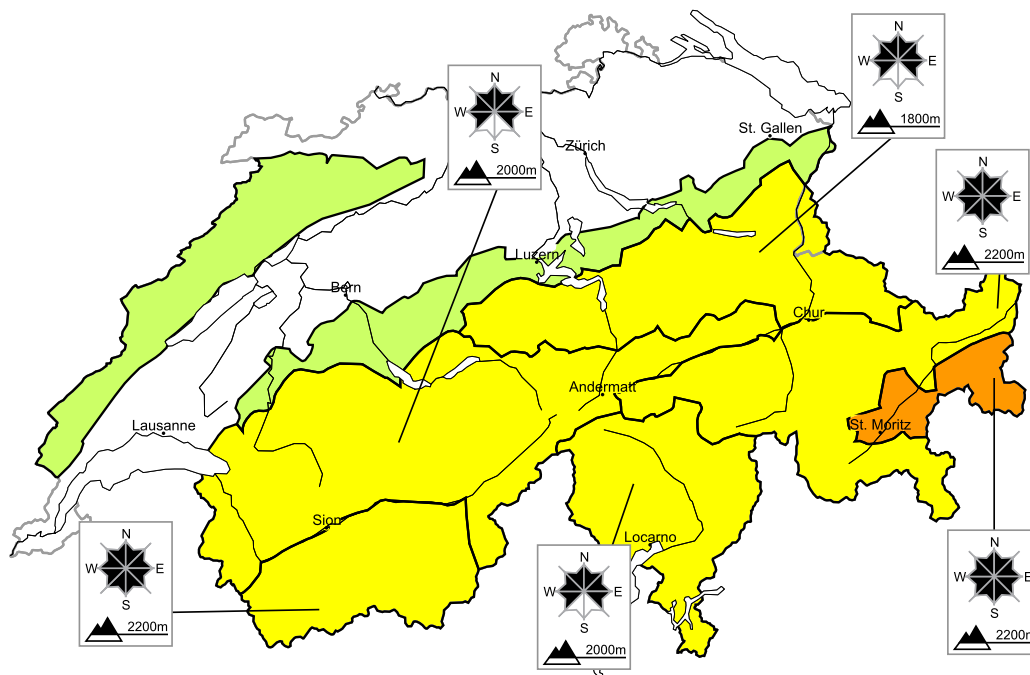 N
W E
S
1800m
N
W E
S
2000m
St. Gallen
Zürich
N
W E
S
2200m
Luzern
Bern
Chur
Andermatt
St. Moritz
Lausanne
Sion
Locarno
N
W E
S
2200m
N
W E
S
2000m
N
W E
S
2200m